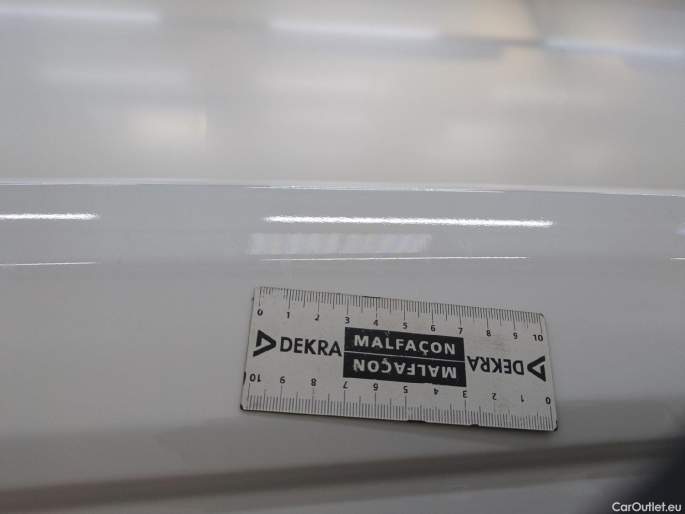 0 1 2 3 4 5 6 7 8 9 10
DEKRA MALFAÇON DEKRA
MALFAÇON
10 9 8 7 6 5 4 3 2 1 0
CarOutlet.eu